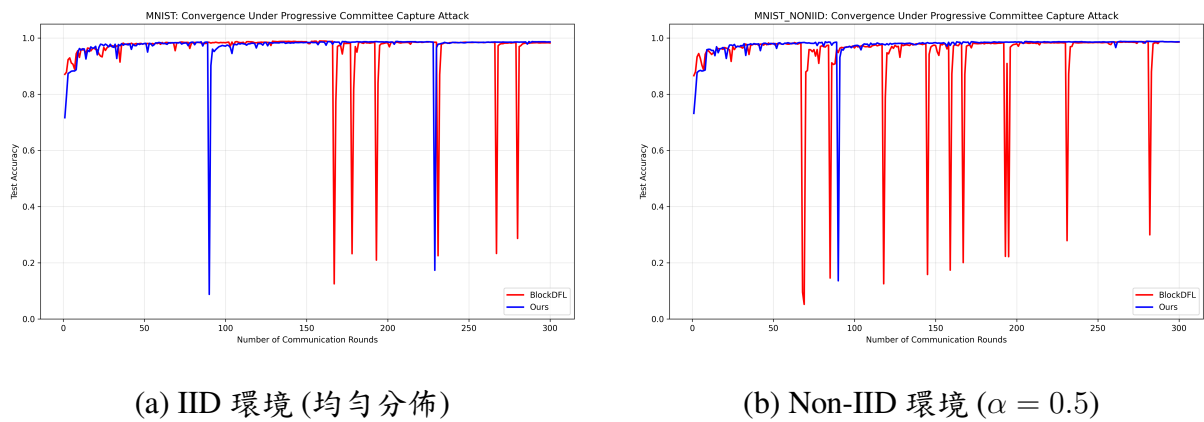 MNIST: Convergence Under Progressive Committee Capture Attack
1.0
0.8
0.6
0.4
0.2
0.0
Test Accuracy
0
50
100
150
200
250
300
Number of Communication Rounds
BlockDFL
Ours
(a) IID 環境 (均勻分佈)
MNIST_NONIID: Convergence Under Progressive Committee Capture Attack
1.0
0.8
0.6
0.4
0.2
0.0
Test Accuracy
0
50
100
150
200
250
300
Number of Communication Rounds
BlockDFL
Ours
(b) Non-IID 環境 (α = 0.5)